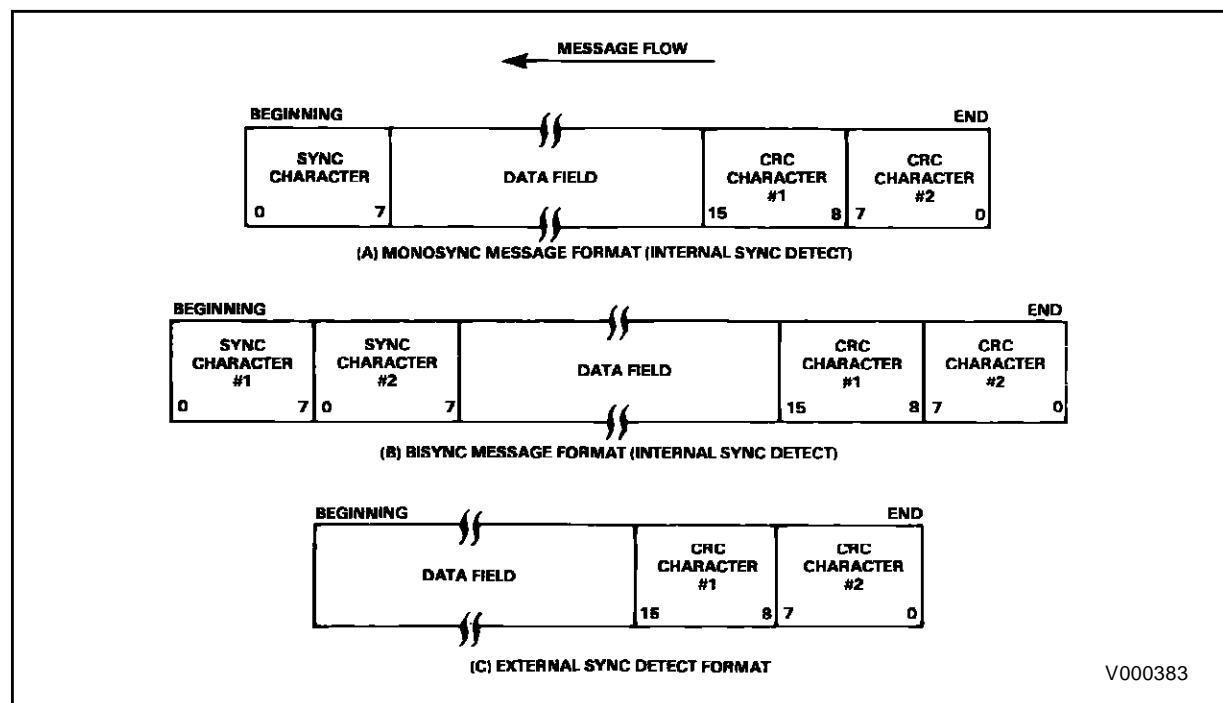 MESSAGE FLOW
BEGINNING
END
SYNC
CHARACTER
0 7
DATA FIELD
CRC
CHARACTER
#1
15 8
CRC
CHARACTER
#2
7 0
(A) MONOSYNC MESSAGE FORMAT (INTERNAL SYNC DETECT)
BEGINNING
END
SYNC
CHARACTER
#1
0 7
SYNC
CHARACTER
#2
0 7
DATA FIELD
CRC
CHARACTER
#1
15 8
CRC
CHARACTER
#2
7 0
(B) BISYNC MESSAGE FORMAT (INTERNAL SYNC DETECT)
BEGINNING
END
DATA FIELD
CRC
CHARACTER
#1
15 8
CRC
CHARACTER
#2
7 0
(C) EXTERNAL SYNC DETECT FORMAT
V000383